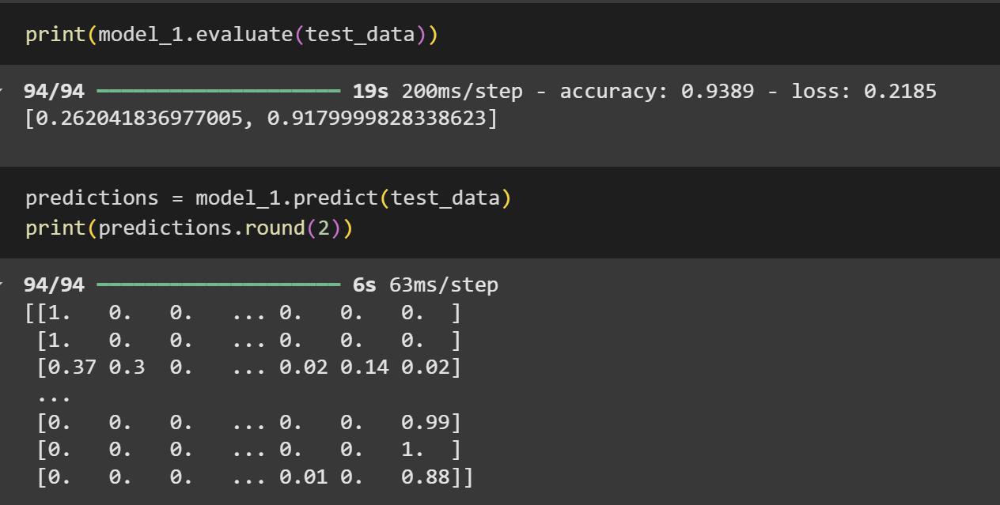 print(model_1.evaluate(test_data))
94/94 ━━━━━━━━━━━━━━━━━━━━ 19s 200ms/step - accuracy: 0.9389 - loss: 0.2185
[0.262041836977005, 0.9179999828338623]
predictions = model_1.predict(test_data)
print(predictions.round(2))
94/94 ━━━━━━━━━━━━━━━━━━━━ 6s 63ms/step
[[1.   0.   0.   ... 0.   0.   0.  ]
 [1.   0.   0.   ... 0.   0.   0.  ]
 [0.37 0.3  0.   ... 0.02 0.14 0.02]
 ...
 [0.   0.   0.   ... 0.   0.   0.99]
 [0.   0.   0.   ... 0.   0.   1.  ]
 [0.   0.   0.   ... 0.01 0.   0.88]]